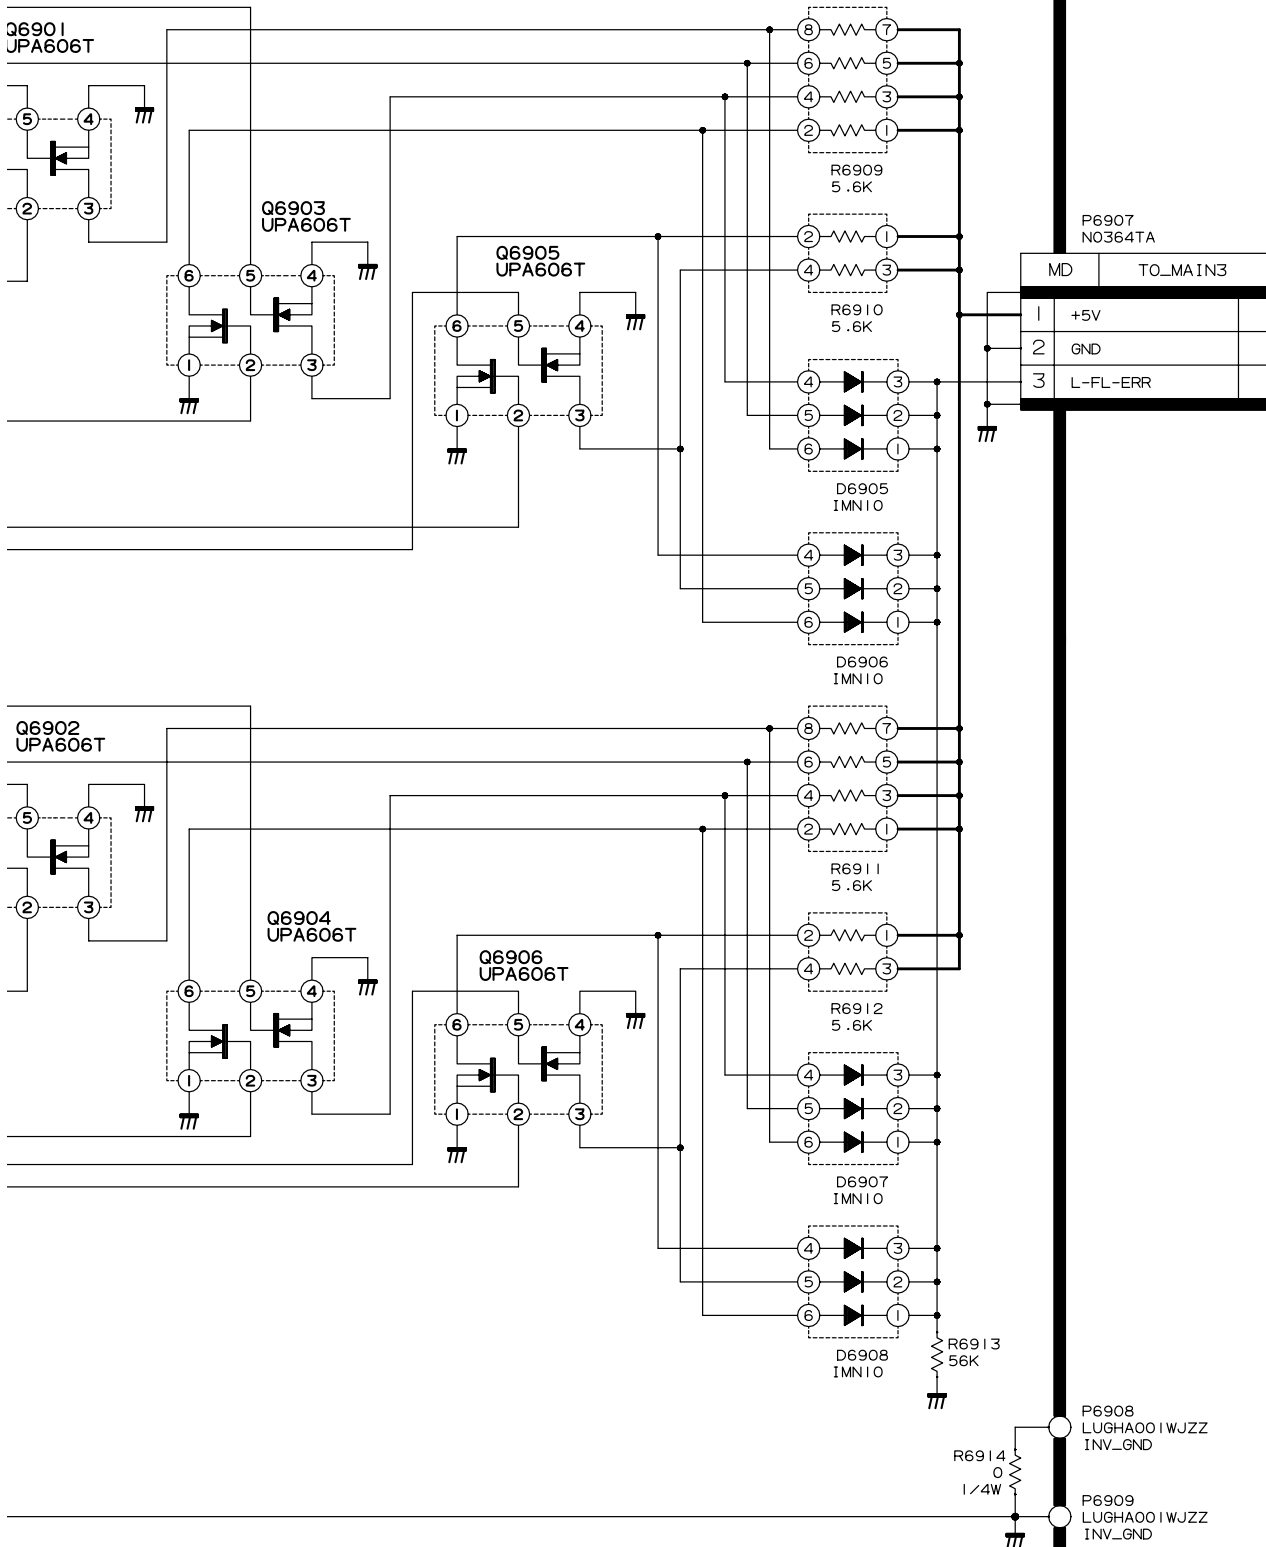 Q6901
UPA606T
8 7
6 5
4 3
2 1
R6909
5.6K
5 4
2 3
Q6903
UPA606T
6 5 4
1 2 3
Q6905
UPA606T
6 5 4
1 2 3
2 1
4 3
R6910
5.6K
P6907
N0364TA
MD TO_MAIN3
1 +5V
2 GND
3 L-FL-ERR
4 3
5 2
6 1
D6905
IMN10
4 3
5 2
6 1
D6906
IMN10
Q6902
UPA606T
8 7
6 5
4 3
2 1
R6911
5.6K
5 4
2 3
Q6904
UPA606T
6 5 4
1 2 3
Q6906
UPA606T
6 5 4
1 2 3
2 1
4 3
R6912
5.6K
4 3
5 2
6 1
D6907
IMN10
4 3
5 2
6 1
D6908
IMN10
R6913
56K
P6908
LUGHA001WJZZ
INV_GND
R6914
0
1/4W
P6909
LUGHA001WJZZ
INV_GND